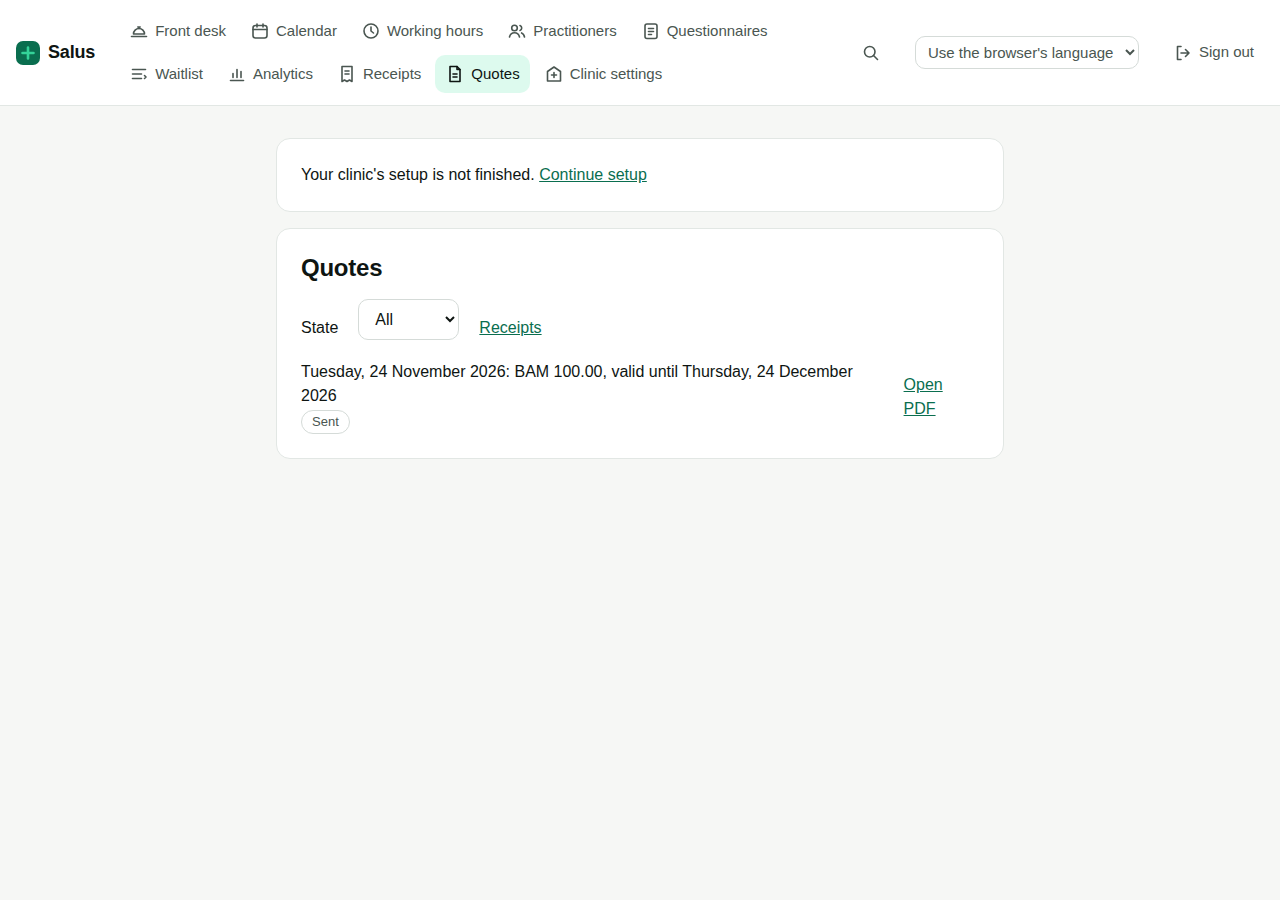 Salus
Front desk
Calendar
Working hours
Practitioners
Questionnaires
Waitlist
Analytics
Receipts
Quotes
Clinic settings
Use the browser's language
Sign out
Your clinic's setup is not finished. Continue setup
Quotes
State
All
Receipts
Tuesday, 24 November 2026: BAM 100.00, valid until Thursday, 24 December
2026
Sent
Open
PDF